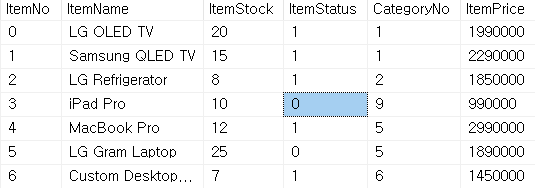 ItemNo ItemName ItemStock ItemStatus CategoryNo ItemPrice
0 LG OLED TV 20 1 1 1990000
1 Samsung QLED TV 15 1 1 2290000
2 LG Refrigerator 8 1 2 1850000
3 iPad Pro 10 0 9 990000
4 MacBook Pro 12 1 5 2990000
5 LG Gram Laptop 25 0 5 1890000
6 Custom Desktop... 7 1 6 1450000